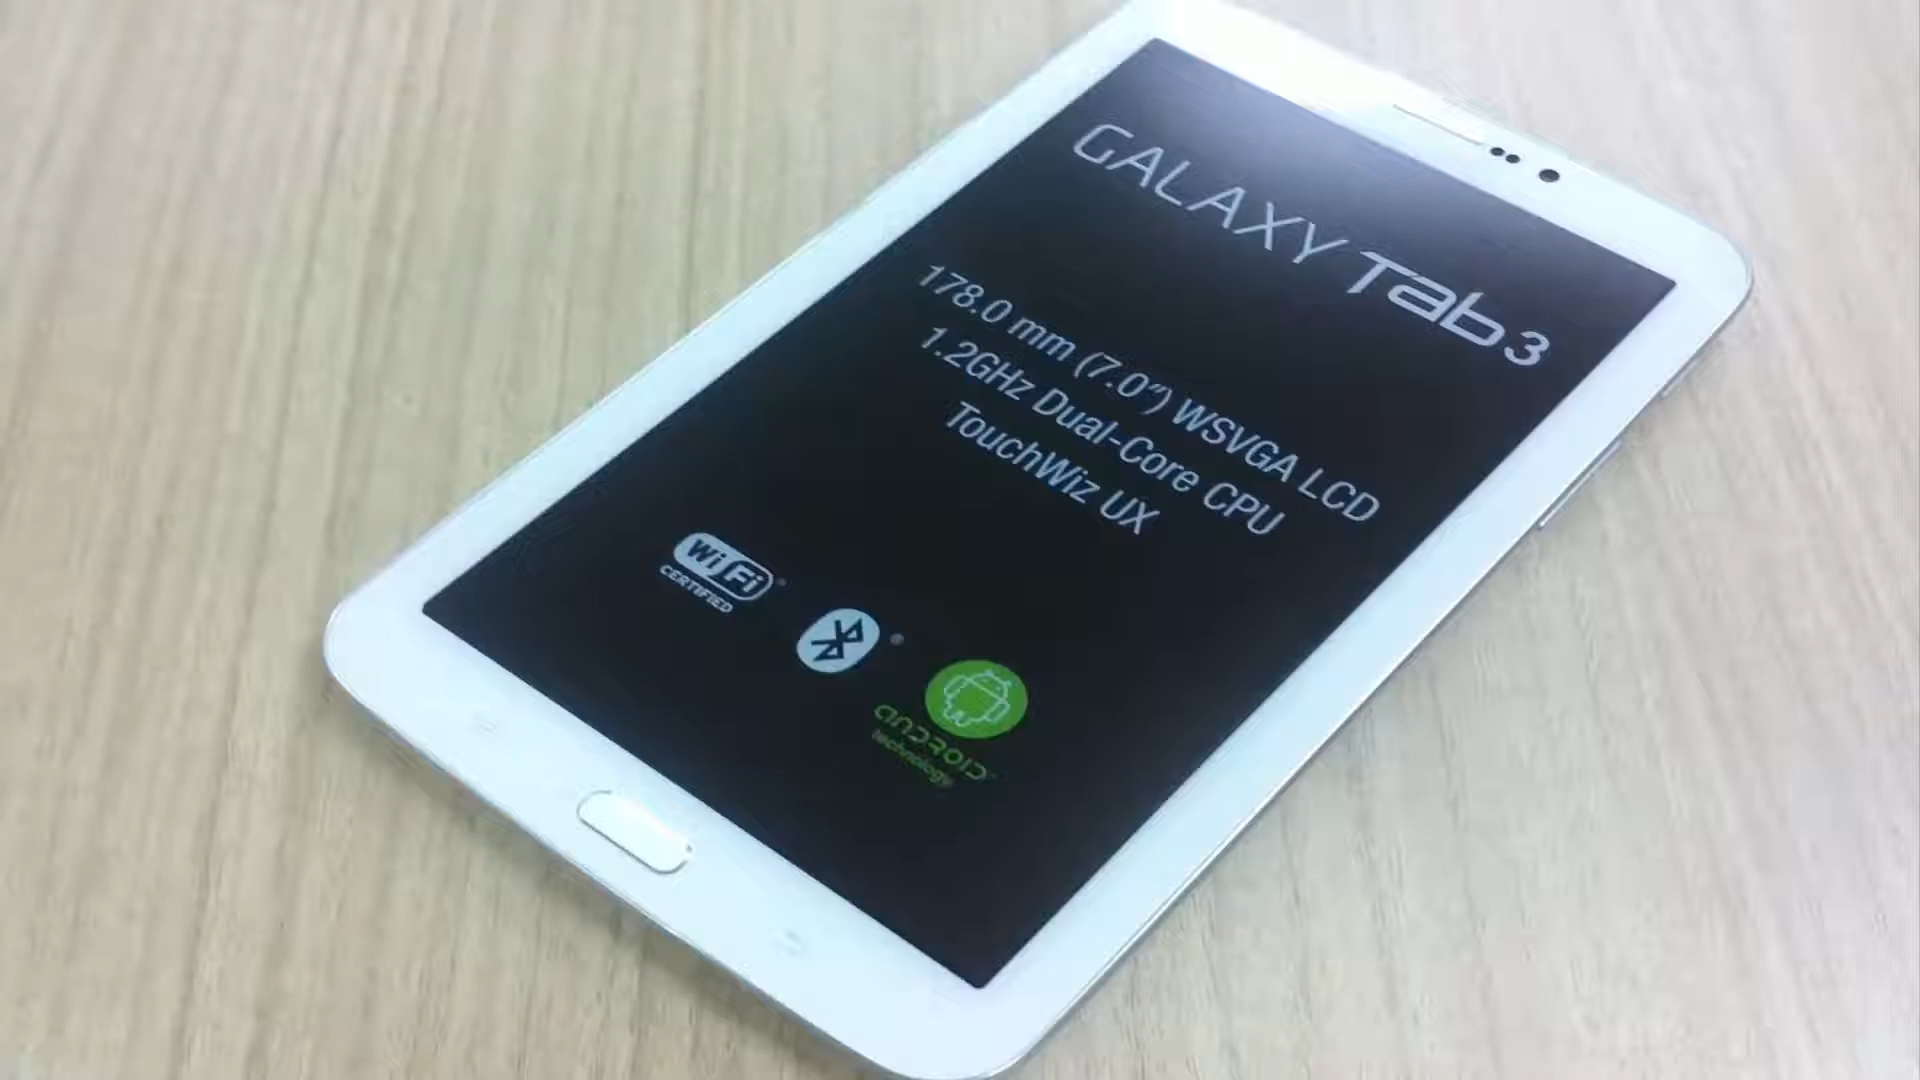 GALAXY Tab 3
178.0 mm (7.0") WSVGA LCD
1.2GHz Dual-Core CPU
TouchWiz UX
Wi Fi
CERTIFIED
ANDROID
technology